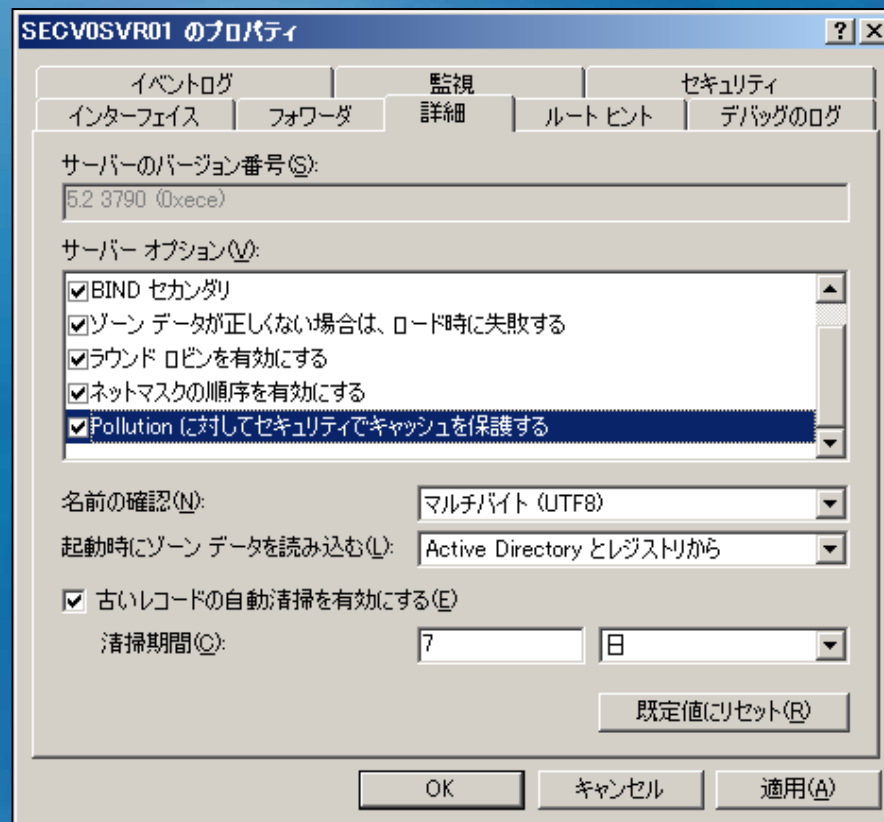 SECV0SVR01 のプロパティ
イベントログ 監視 セキュリティ
インターフェイス フォワーダ 詳細 ルート ヒント デバッグのログ
サーバーのバージョン番号(S):
5.2 3790 (0xece)
サーバー オプション(V):
BIND セカンダリ
ゾーン データが正しくない場合は、ロード時に失敗する
ラウンド ロビンを有効にする
ネットマスクの順序を有効にする
Pollution に対してセキュリティでキャッシュを保護する
名前の確認(N): マルチバイト (UTF8)
起動時にゾーン データを読み込む(L): Active Directory とレジストリから
古いレコードの自動清掃を有効にする(E)
清掃期間(C): 7 日
既定値にリセット(R)
OK キャンセル 適用(A)